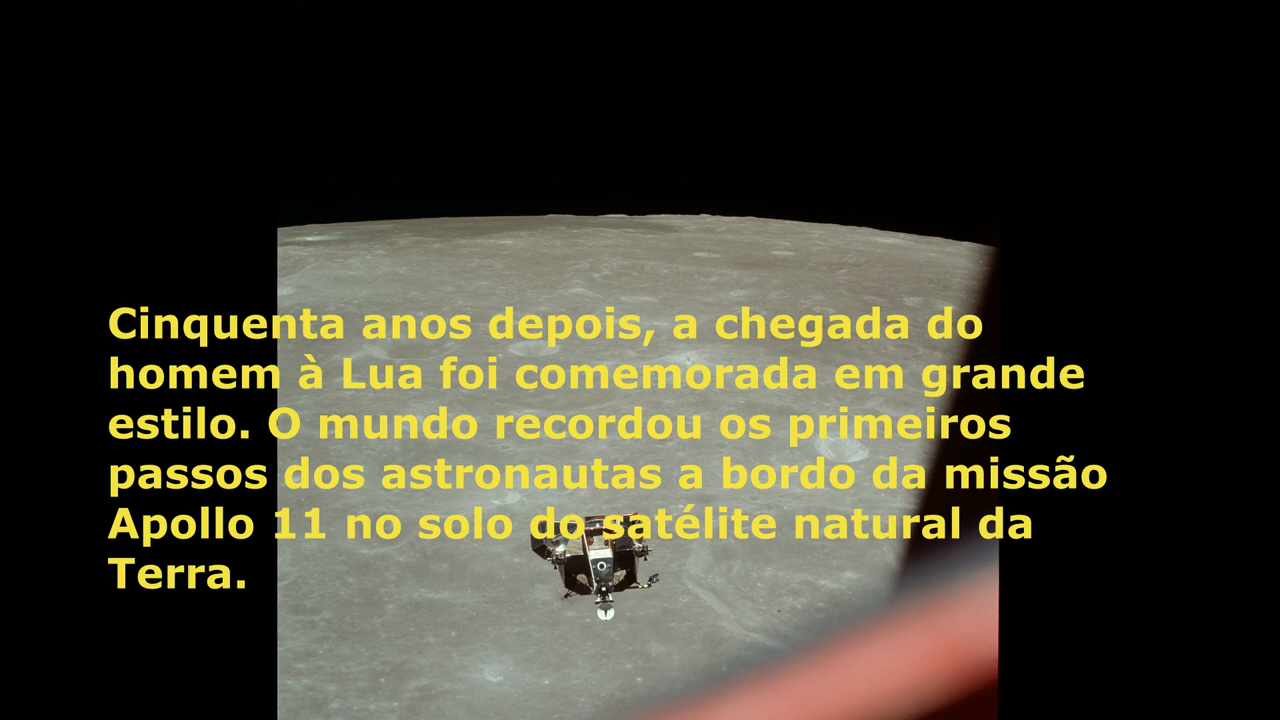 Cinquenta anos depois, a chegada do
homem à Lua foi comemorada em grande
estilo. O mundo recordou os primeiros
passos dos astronautas a bordo da missão
Apollo 11 no solo do satélite natural da
Terra.